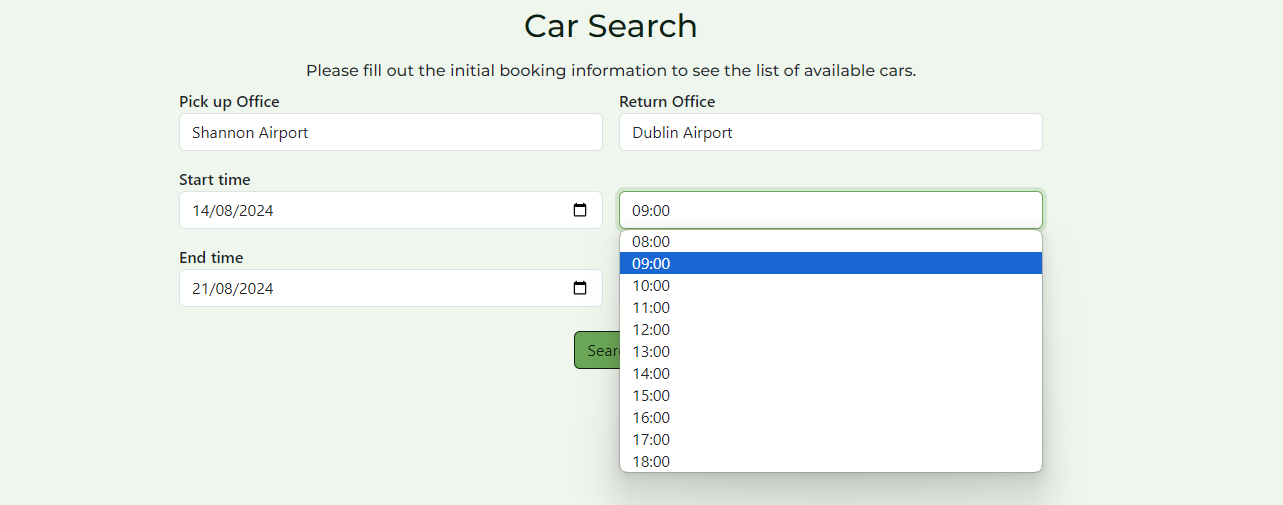 Car Search
Please fill out the initial booking information to see the list of available cars.
Pick up Office
Return Office
Shannon Airport
Dublin Airport
Start time
14/08/2024
09:00
08:00
09:00
End time
21/08/2024
10:00
11:00
12:00
13:00
14:00
15:00
16:00
17:00
18:00